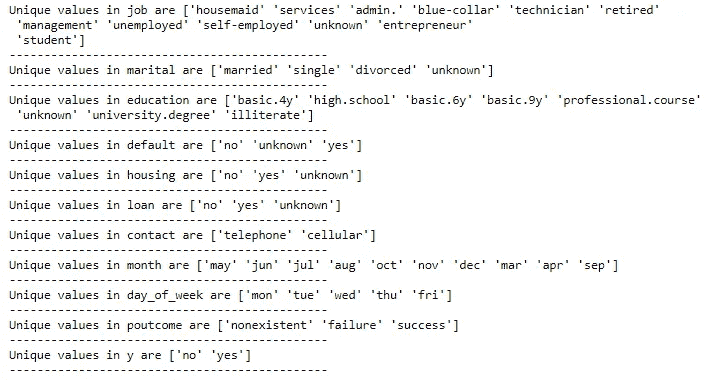 Unique values in job are ['housemaid' 'services' 'admin.' 'blue-collar' 'technician' 'retired'
 'management' 'unemployed' 'self-employed' 'unknown' 'entrepreneur'
 'student']
----------------------------------------
Unique values in marital are ['married' 'single' 'divorced' 'unknown']
----------------------------------------
Unique values in education are ['basic.4y' 'high.school' 'basic.6y' 'basic.9y' 'professional.course'
 'unknown' 'university.degree' 'illiterate']
----------------------------------------
Unique values in default are ['no' 'unknown' 'yes']
----------------------------------------
Unique values in housing are ['no' 'yes' 'unknown']
----------------------------------------
Unique values in loan are ['no' 'yes' 'unknown']
----------------------------------------
Unique values in contact are ['telephone' 'cellular']
----------------------------------------
Unique values in month are ['may' 'jun' 'jul' 'aug' 'oct' 'nov' 'dec' 'mar' 'apr' 'sep']
----------------------------------------
Unique values in day_of_week are ['mon' 'tue' 'wed' 'thu' 'fri']
----------------------------------------
Unique values in poutcome are ['nonexistent' 'failure' 'success']
----------------------------------------
Unique values in y are ['no' 'yes']
----------------------------------------